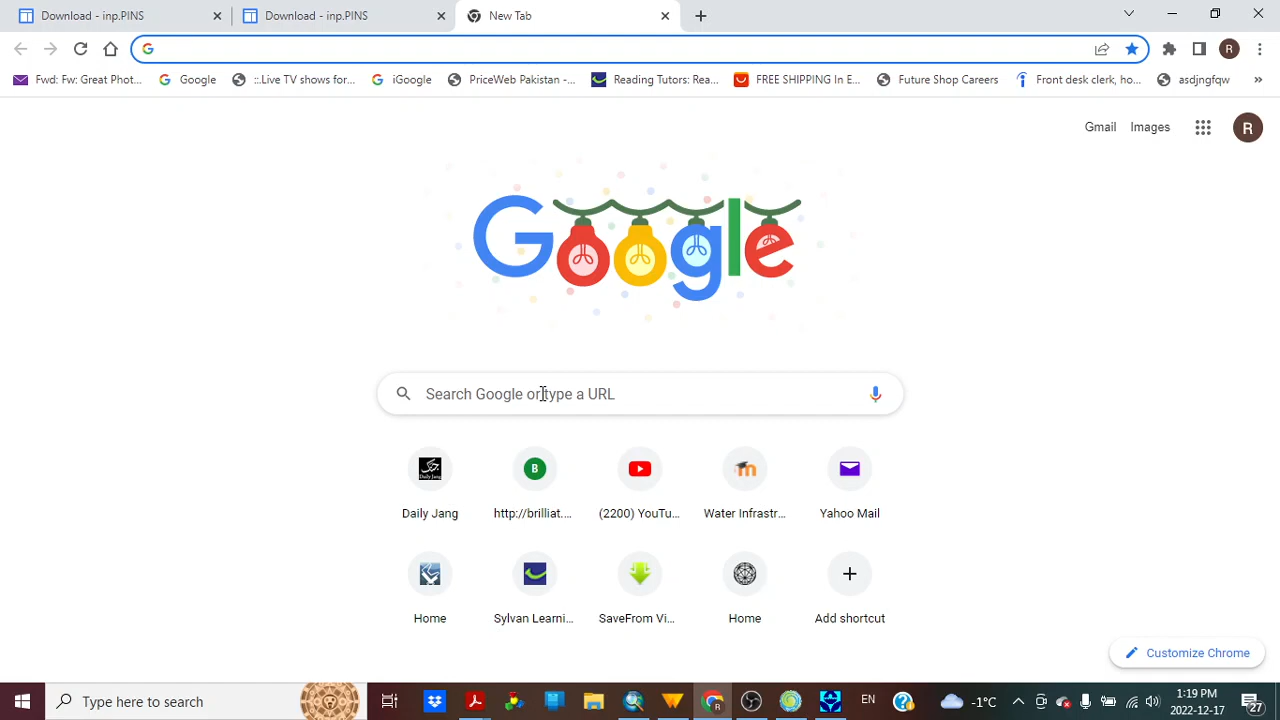 Download - inp.PINS
Download - inp.PINS
New Tab
Fwd: Fw: Great Phot...
Google
::.Live TV shows for...
iGoogle
PriceWeb Pakistan -...
Reading Tutors: Rea...
FREE SHIPPING In E...
Future Shop Careers
Front desk clerk, ho...
asdjngfqw
»
Gmail
Images
R
Google
Search Google or type a URL
Daily Jang
http://brilliat....
(2200) YouTu...
Water Infrastr...
Yahoo Mail
Home
Sylvan Learni...
SaveFrom Vi...
Home
Add shortcut
Customize Chrome
Type here to search
EN
-1°C
1:19 PM
2022-12-17
27